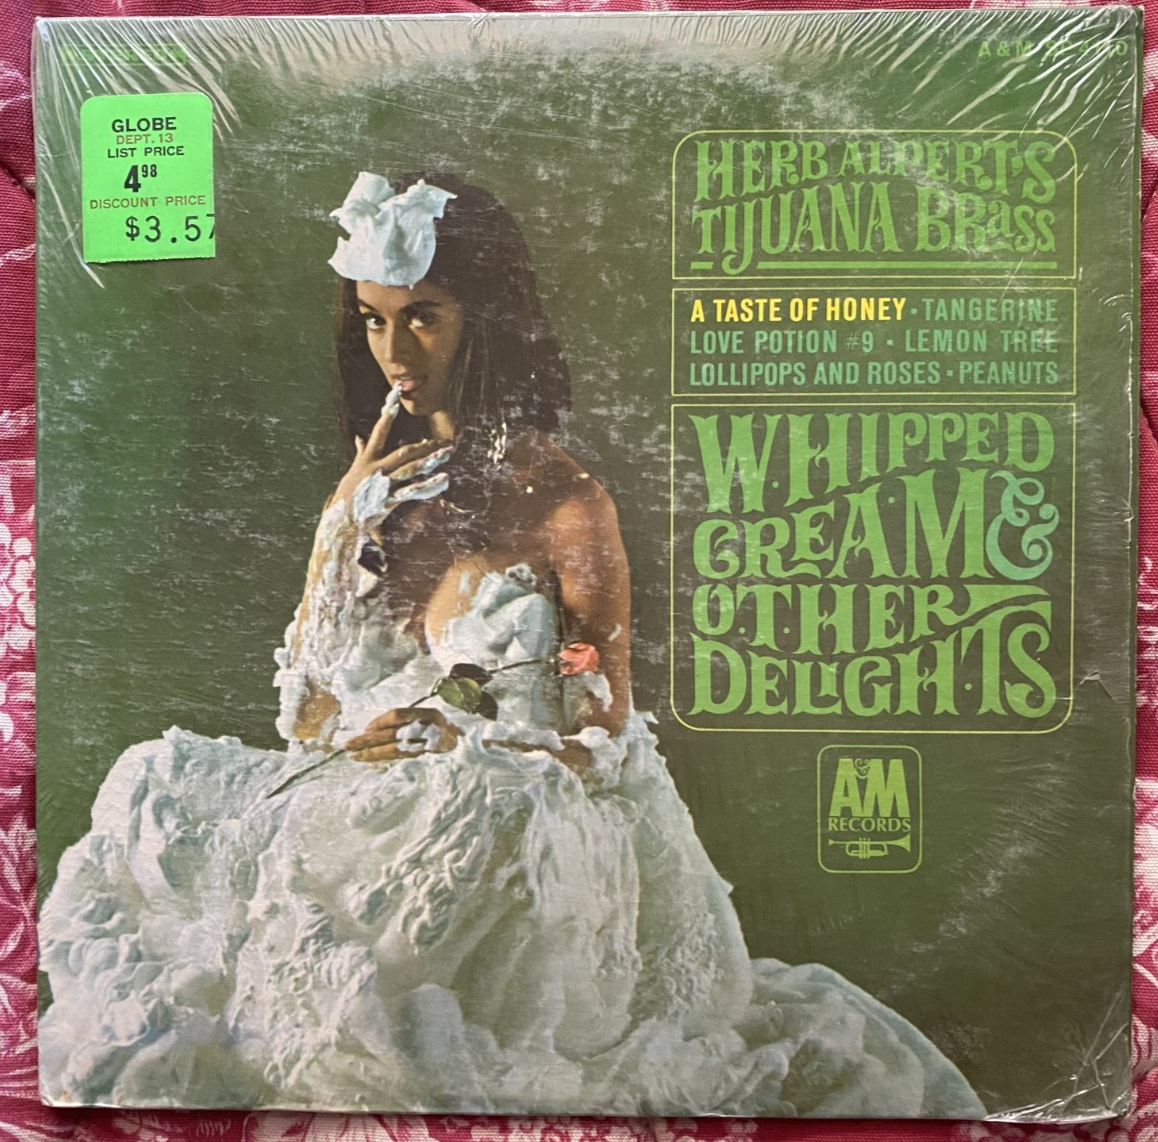 A&M
GLOBE
DEPT. 13
LIST PRICE
4 98
DISCOUNT PRICE
$3.57
HERB ALPERT'S
TIJUANA BRASS
A TASTE OF HONEY · TANGERINE
LOVE POTION #9 · LEMON TREE
LOLLIPOPS AND ROSES · PEANUTS
WHIPPED
CREAM &
OTHER
DELIGHTS
A&M
RECORDS